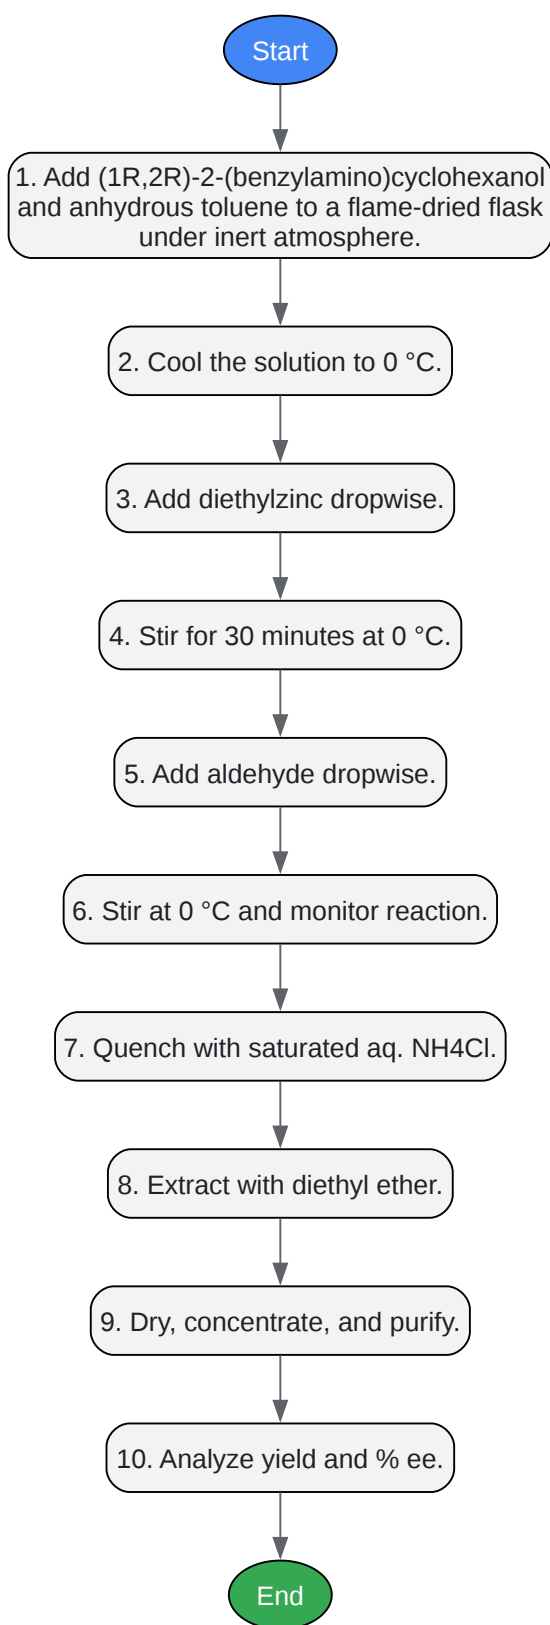 Start
1. Add (1R,2R)-2-(benzylamino)cyclohexanol
and anhydrous toluene to a flame-dried flask
under inert atmosphere.
2. Cool the solution to 0 °C.
3. Add diethylzinc dropwise.
4. Stir for 30 minutes at 0 °C.
5. Add aldehyde dropwise.
6. Stir at 0 °C and monitor reaction.
7. Quench with saturated aq. NH4Cl.
8. Extract with diethyl ether.
9. Dry, concentrate, and purify.
10. Analyze yield and % ee.
End